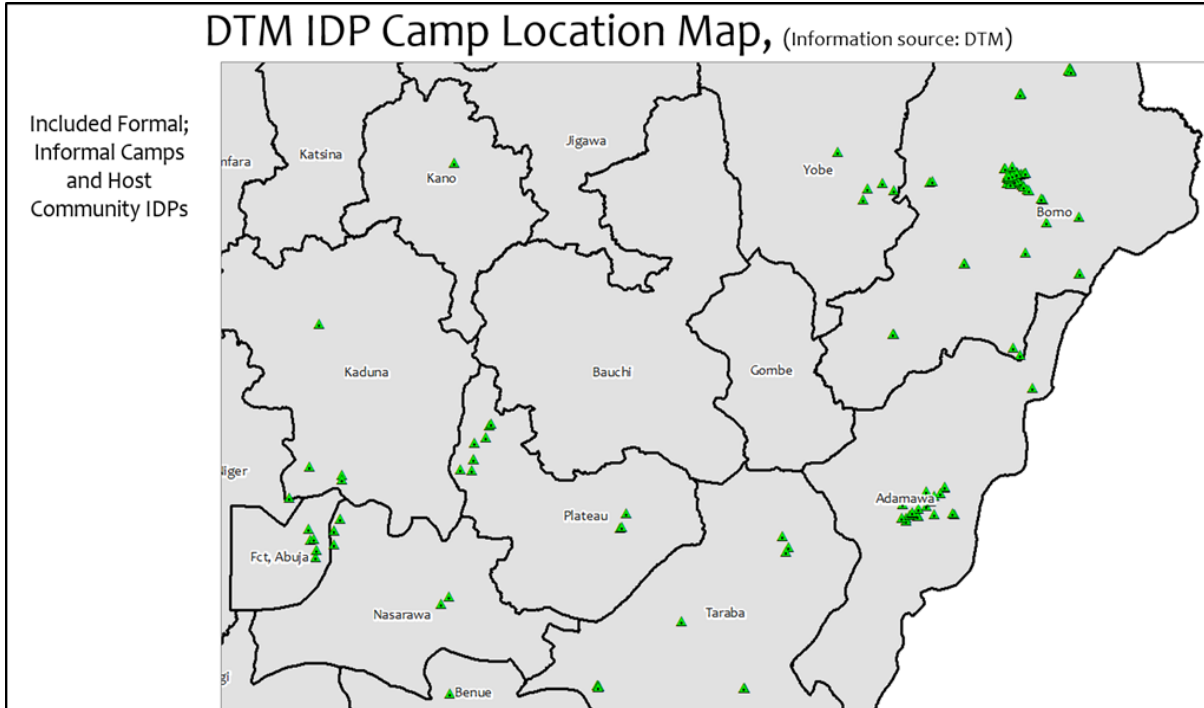 DTM IDP Camp Location Map, (Information source: DTM)
Included Formal;
Informal Camps
and Host
Community IDPs
nfara
Katsina
Kano
Jigawa
Yobe
Borno
Kaduna
Bauchi
Gombe
Niger
Fct, Abuja
Plateau
Adamawa
Nasarawa
Taraba
gi
Benue